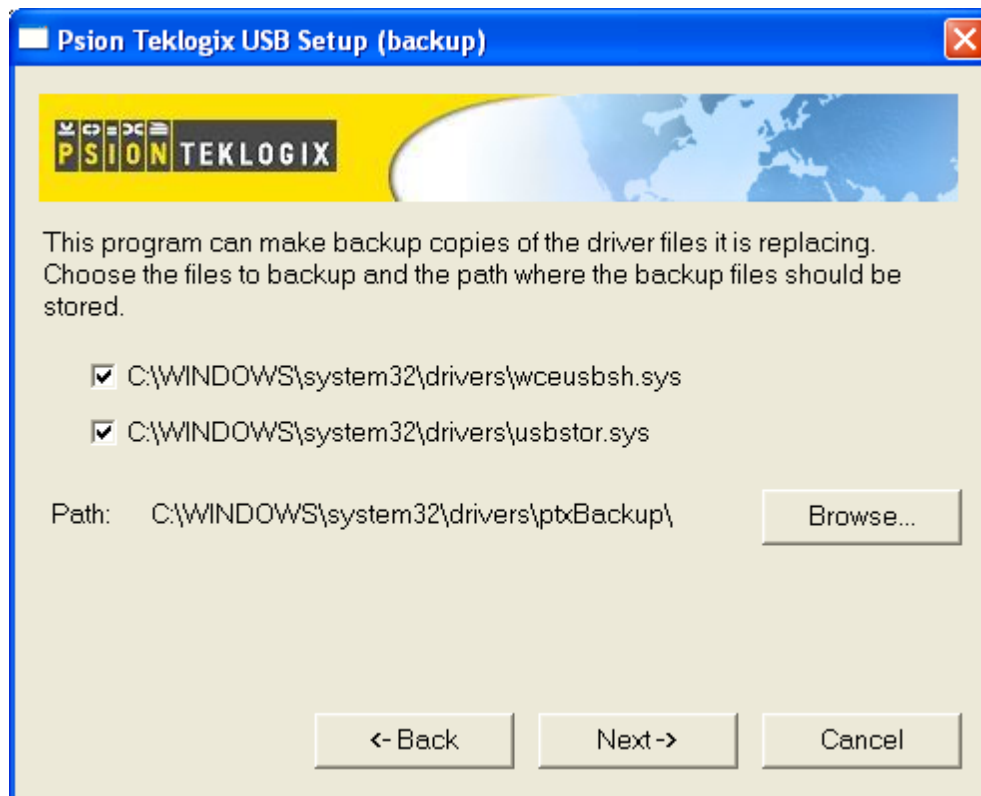 Psion Teklogix USB Setup (backup)
PSION TEKLOGIX
This program can make backup copies of the driver files it is replacing.
Choose the files to backup and the path where the backup files should be
stored.
C:\WINDOWS\system32\drivers\wceusbsh.sys
C:\WINDOWS\system32\drivers\usbstor.sys
Path: C:\WINDOWS\system32\drivers\ptxBackup\
Browse...
<- Back
Next ->
Cancel